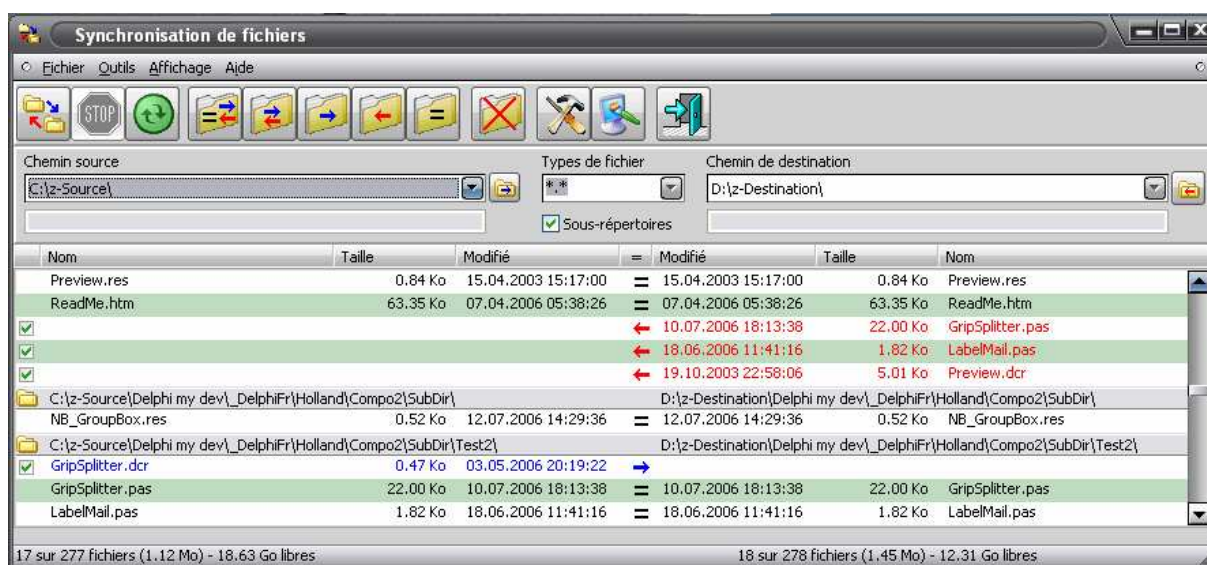 Synchronisation de fichiers
Fichier Outils Affichage Aide
STOP
Chemin source Types de fichier Chemin de destination
C:\z-Source\ *.* D:\z-Destination\
Sous-répertoires
Nom Taille Modifié = Modifié Taille Nom
Preview.res 0.84 Ko 15.04.2003 15:17:00 = 15.04.2003 15:17:00 0.84 Ko Preview.res
ReadMe.htm 63.35 Ko 07.04.2006 05:38:26 = 07.04.2006 05:38:26 63.35 Ko ReadMe.htm
10.07.2006 18:13:38 22.00 Ko GripSplitter.pas
18.06.2006 11:41:16 1.82 Ko LabelMail.pas
19.10.2003 22:58:06 5.01 Ko Preview.dcr
C:\z-Source\Delphi my dev\_DelphiFr\Holland\Compo2\SubDir\ D:\z-Destination\Delphi my dev\_DelphiFr\Holland\Compo2\SubDir\
NB_GroupBox.res 0.52 Ko 12.07.2006 14:29:36 = 12.07.2006 14:29:36 0.52 Ko NB_GroupBox.res
C:\z-Source\Delphi my dev\_DelphiFr\Holland\Compo2\SubDir\Test2\ D:\z-Destination\Delphi my dev\_DelphiFr\Holland\Compo2\SubDir\Test2\
GripSplitter.dcr 0.47 Ko 03.05.2006 20:19:22
GripSplitter.pas 22.00 Ko 10.07.2006 18:13:38 = 10.07.2006 18:13:38 22.00 Ko GripSplitter.pas
LabelMail.pas 1.82 Ko 18.06.2006 11:41:16 = 18.06.2006 11:41:16 1.82 Ko LabelMail.pas
17 sur 277 fichiers (1.12 Mo) - 18.63 Go libres 18 sur 278 fichiers (1.45 Mo) - 12.31 Go libres